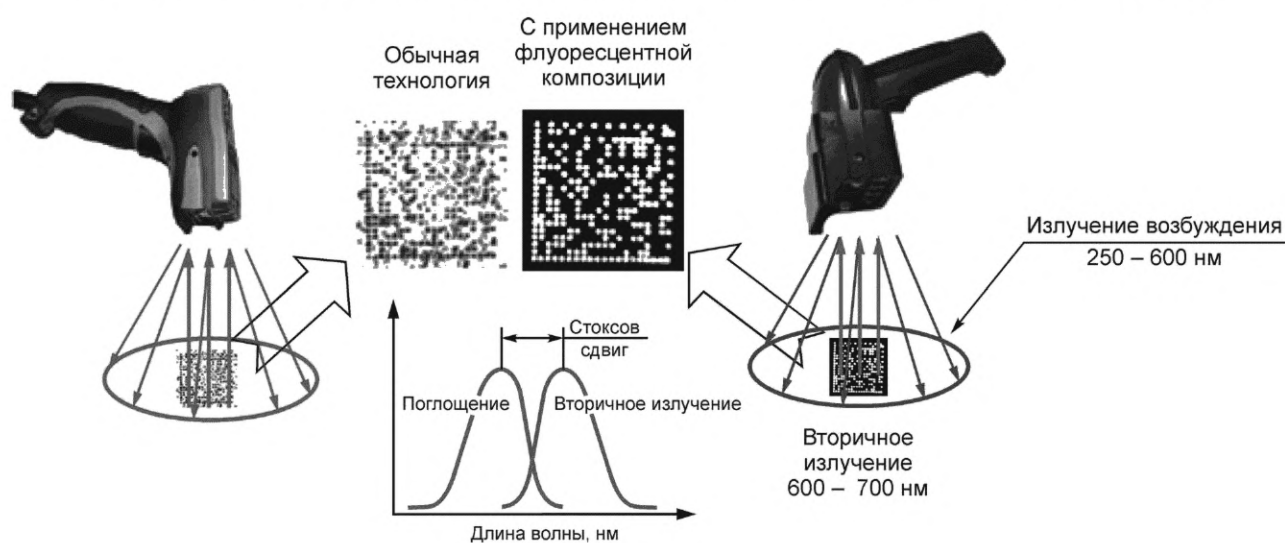 Обычная
технология
С применением
флуоресцентной
композиции
Излучение возбуждения
250 – 600 нм
Стоксов
сдвиг
Поглощение
Вторичное излучение
Длина волны, нм
Вторичное
излучение
600 – 700 нм